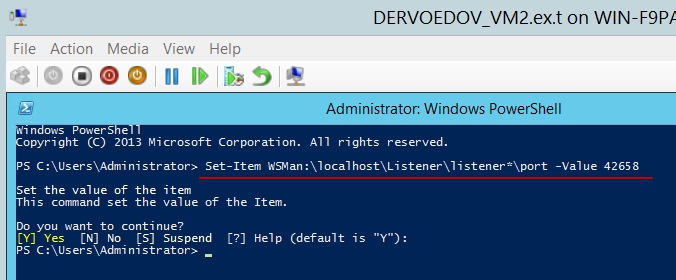 DERVOEDOV_VM2.ex.t on WIN-F9PA
File Action Media View Help
Administrator: Windows PowerShell
Windows PowerShell
Copyright (C) 2013 Microsoft Corporation. All rights reserved.
PS C:\Users\Administrator> Set-Item WSMan:\localhost\Listener\listener*\port -Value 42658
Set the value of the item
This command set the value of the Item.
Do you want to continue?
[Y] Yes [N] No [S] Suspend [?] Help (default is "Y"):
PS C:\Users\Administrator> _